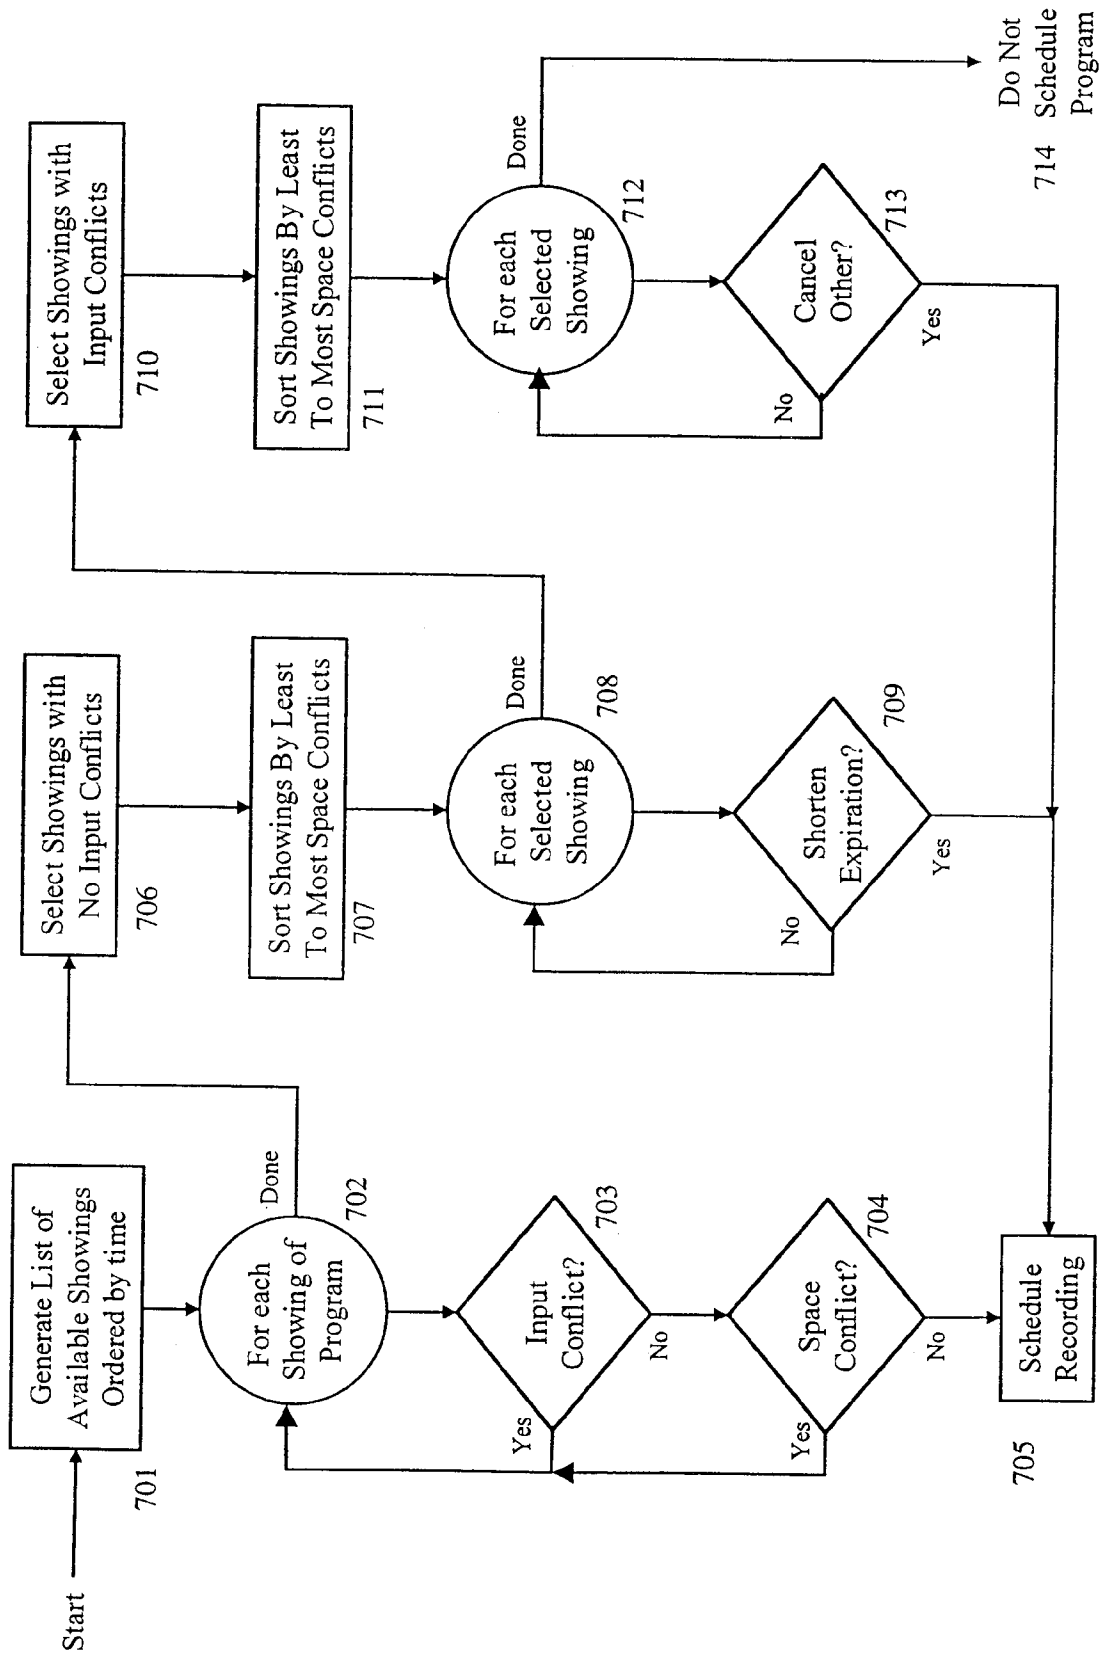 Start
Generate List of
Available Showings
Ordered by time
701
For each
Showing of
Program
702
Done
Input
Conflict?
703
Yes
No
Space
Conflict?
704
Yes
No
Schedule
Recording
705
Select Showings with
No Input Conflicts
706
Sort Showings By Least
To Most Space Conflicts
707
For each
Selected
Showing
708
Done
Shorten
Expiration?
709
No
Yes
Select Showings with
Input Conflicts
710
Sort Showings By Least
To Most Space Conflicts
711
For each
Selected
Showing
712
Done
Cancel
Other?
713
No
Yes
714
Do Not
Schedule
Program